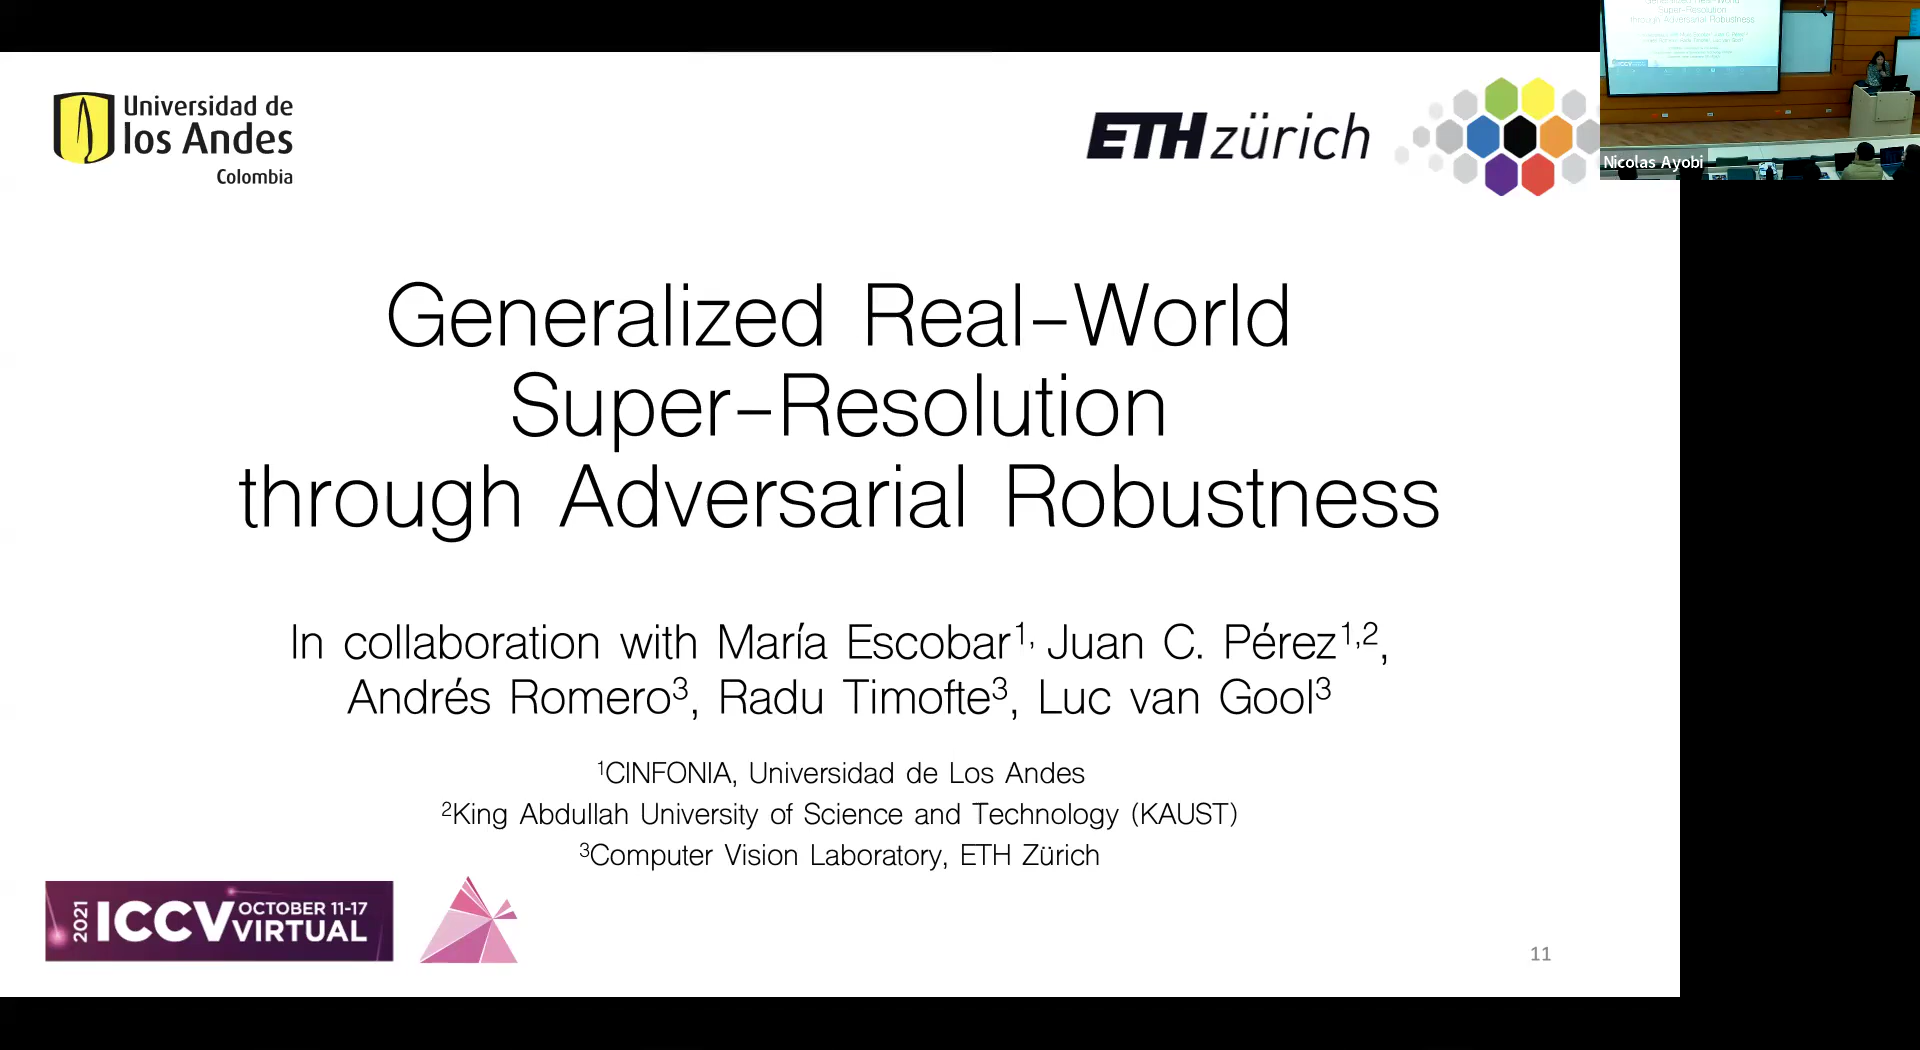 Universidad de
los Andes
Colombia
ETH zürich
Nicolas Ayobi
Generalized Real-World
Super-Resolution
through Adversarial Robustness
In collaboration with María Escobar¹, Juan C. Pérez¹,²,
Andrés Romero³, Radu Timofte³, Luc van Gool³
¹CINFONIA, Universidad de Los Andes
²King Abdullah University of Science and Technology (KAUST)
³Computer Vision Laboratory, ETH Zürich
2021 ICCV OCTOBER 11-17
VIRTUAL
11